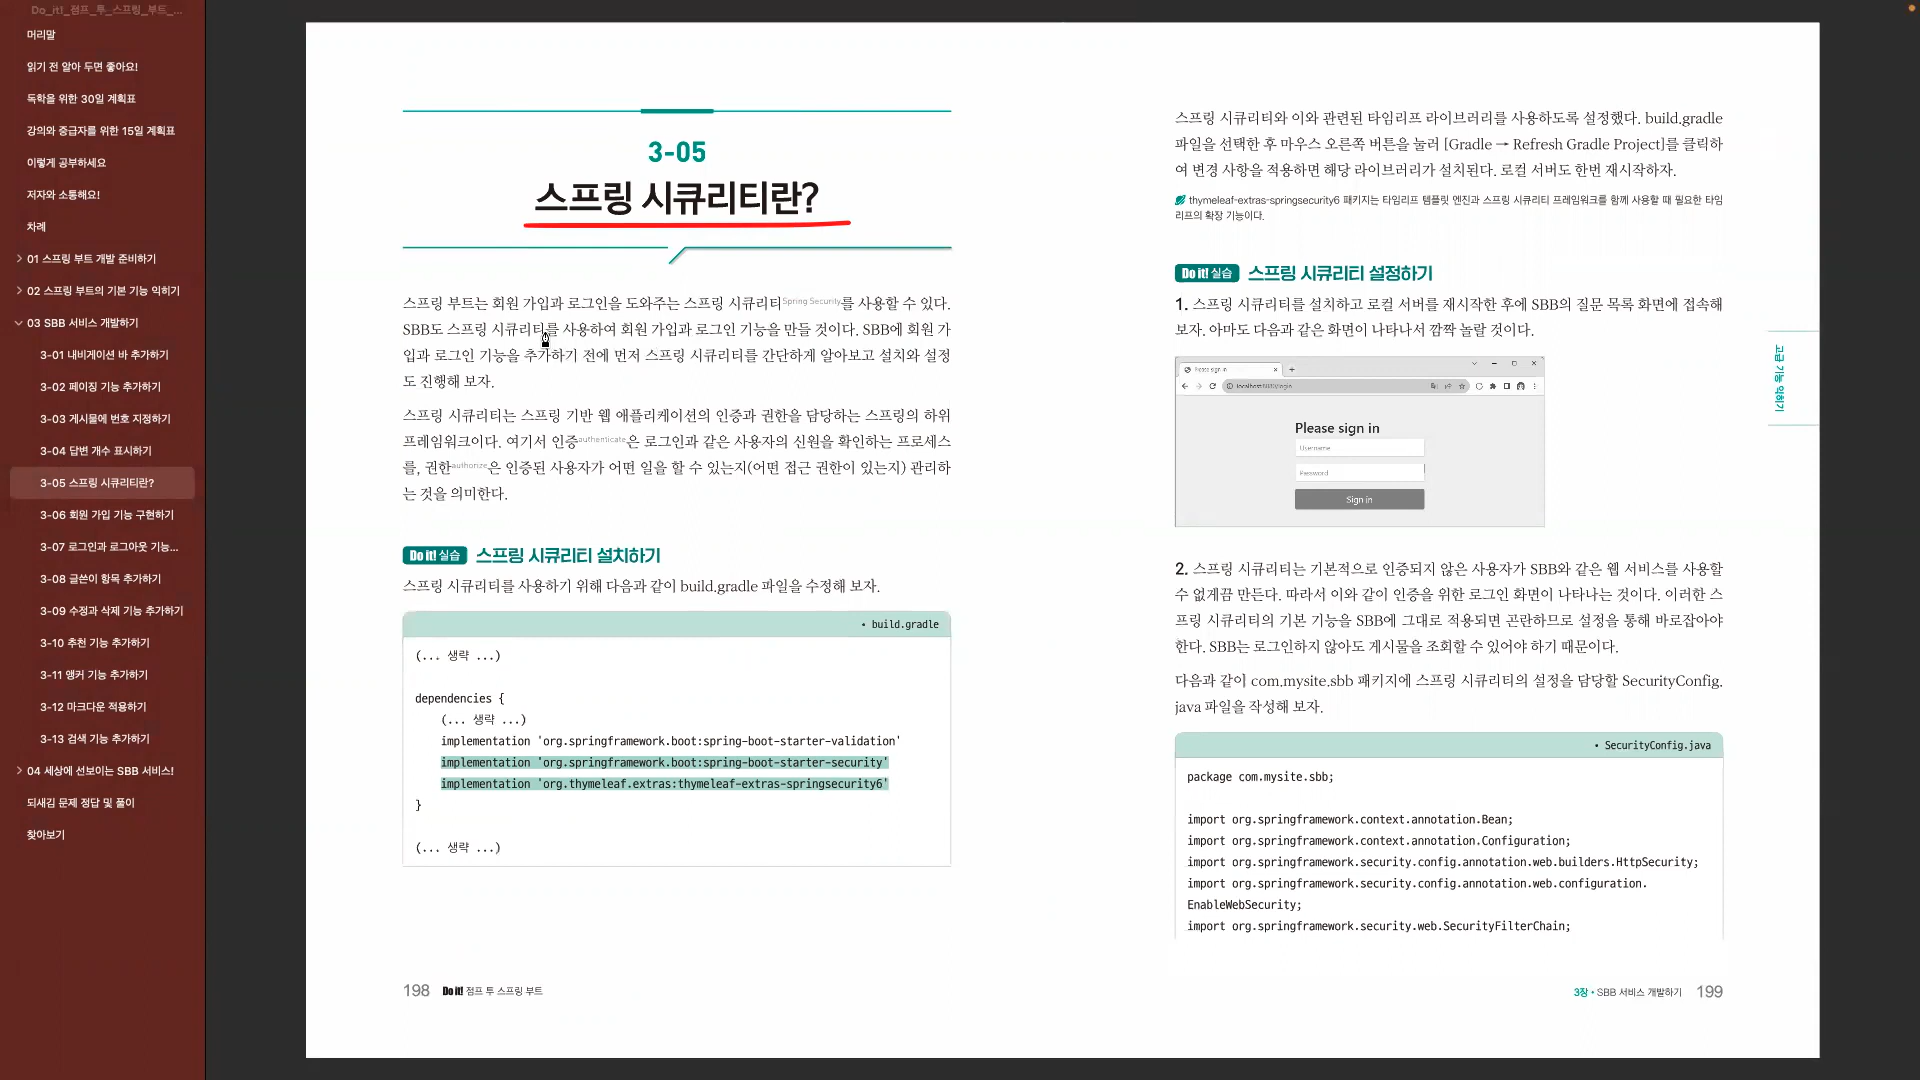 Do_it!_점프_투_스프링_부트_...
머리말
읽기 전 알아 두면 좋아요!
독학을 위한 30일 계획표
강의와 중급자를 위한 15일 계획표
이렇게 공부하세요
저자와 소통해요!
차례
01 스프링 부트 개발 준비하기
02 스프링 부트의 기본 기능 익히기
03 SBB 서비스 개발하기
3-01 내비게이션 바 추가하기
3-02 페이징 기능 추가하기
3-03 게시물에 번호 지정하기
3-04 답변 개수 표시하기
3-05 스프링 시큐리티란?
3-06 회원 가입 기능 구현하기
3-07 로그인과 로그아웃 기능...
3-08 글쓴이 항목 추가하기
3-09 수정과 삭제 기능 추가하기
3-10 추천 기능 추가하기
3-11 앵커 기능 추가하기
3-12 마크다운 적용하기
3-13 검색 기능 추가하기
04 세상에 선보이는 SBB 서비스!
되새김 문제 정답 및 풀이
찾아보기
3-05
스프링 시큐리티란?
스프링 부트는 회원 가입과 로그인을 도와주는 스프링 시큐리티Spring Security를 사용할 수 있다.
SBB도 스프링 시큐리티를 사용하여 회원 가입과 로그인 기능을 만들 것이다. SBB에 회원 가
입과 로그인 기능을 추가하기 전에 먼저 스프링 시큐리티를 간단하게 알아보고 설치와 설정
도 진행해 보자.
스프링 시큐리티는 스프링 기반 웹 애플리케이션의 인증과 권한을 담당하는 스프링의 하위
프레임워크이다. 여기서 인증authenticate은 로그인과 같은 사용자의 신원을 확인하는 프로세스
를, 권한authorize은 인증된 사용자가 어떤 일을 할 수 있는지(어떤 접근 권한이 있는지) 관리하
는 것을 의미한다.
Do it! 실습 스프링 시큐리티 설치하기
스프링 시큐리티를 사용하기 위해 다음과 같이 build.gradle 파일을 수정해 보자.
• build.gradle
(... 생략 ...)
dependencies {
(... 생략 ...)
implementation 'org.springframework.boot:spring-boot-starter-validation'
implementation 'org.springframework.boot:spring-boot-starter-security'
implementation 'org.thymeleaf.extras:thymeleaf-extras-springsecurity6'
}
(... 생략 ...)
198 Do it! 점프 투 스프링 부트
스프링 시큐리티와 이와 관련된 타임리프 라이브러리를 사용하도록 설정했다. build.gradle
파일을 선택한 후 마우스 오른쪽 버튼을 눌러 [Gradle → Refresh Gradle Project]를 클릭하
여 변경 사항을 적용하면 해당 라이브러리가 설치된다. 로컬 서버도 한번 재시작하자.
thymeleaf-extras-springsecurity6 패키지는 타임리프 템플릿 엔진과 스프링 시큐리티 프레임워크를 함께 사용할 때 필요한 타임
리프의 확장 기능이다.
Do it! 실습 스프링 시큐리티 설정하기
1. 스프링 시큐리티를 설치하고 로컬 서버를 재시작한 후에 SBB의 질문 목록 화면에 접속해
보자. 아마도 다음과 같은 화면이 나타나서 깜짝 놀랄 것이다.
Please sign in
localhost:8080/login
Please sign in
Username
Password
Sign in
2. 스프링 시큐리티는 기본적으로 인증되지 않은 사용자가 SBB와 같은 웹 서비스를 사용할
수 없게끔 만든다. 따라서 이와 같이 인증을 위한 로그인 화면이 나타나는 것이다. 이러한 스
프링 시큐리티의 기본 기능을 SBB에 그대로 적용되면 곤란하므로 설정을 통해 바로잡아야
한다. SBB는 로그인하지 않아도 게시물을 조회할 수 있어야 하기 때문이다.
다음과 같이 com.mysite.sbb 패키지에 스프링 시큐리티의 설정을 담당할 SecurityConfig.
java 파일을 작성해 보자.
• SecurityConfig.java
package com.mysite.sbb;
import org.springframework.context.annotation.Bean;
import org.springframework.context.annotation.Configuration;
import org.springframework.security.config.annotation.web.builders.HttpSecurity;
import org.springframework.security.config.annotation.web.configuration.
EnableWebSecurity;
import org.springframework.security.web.SecurityFilterChain;
고급 기능 익히기
3장 • SBB 서비스 개발하기 199